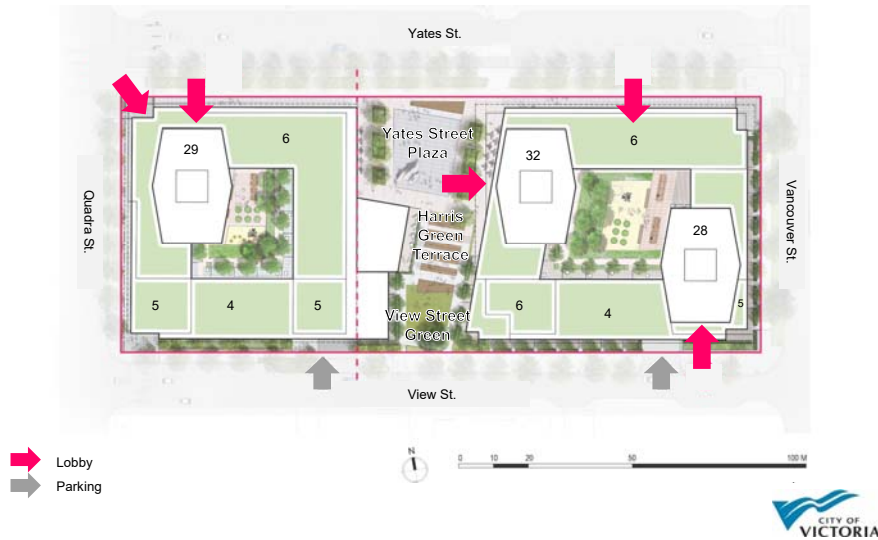 Yates St.
Quadra St.
Vancouver St.
View St.
Yates Street
Plaza
Harris
Green
Terrace
View Street
Green
29
6
5
4
5
32
6
28
6
4
5
Lobby
Parking
N
0 10 20 50 100 M
CITY OF
VICTORIA